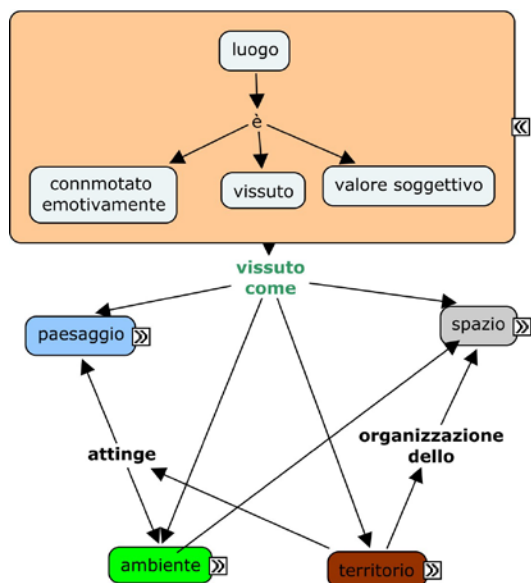 luogo
è
connmotato
emotivamente
vissuto
valore soggettivo
vissuto
come
paesaggio
spazio
attinge
organizzazione
dello
ambiente
territorio